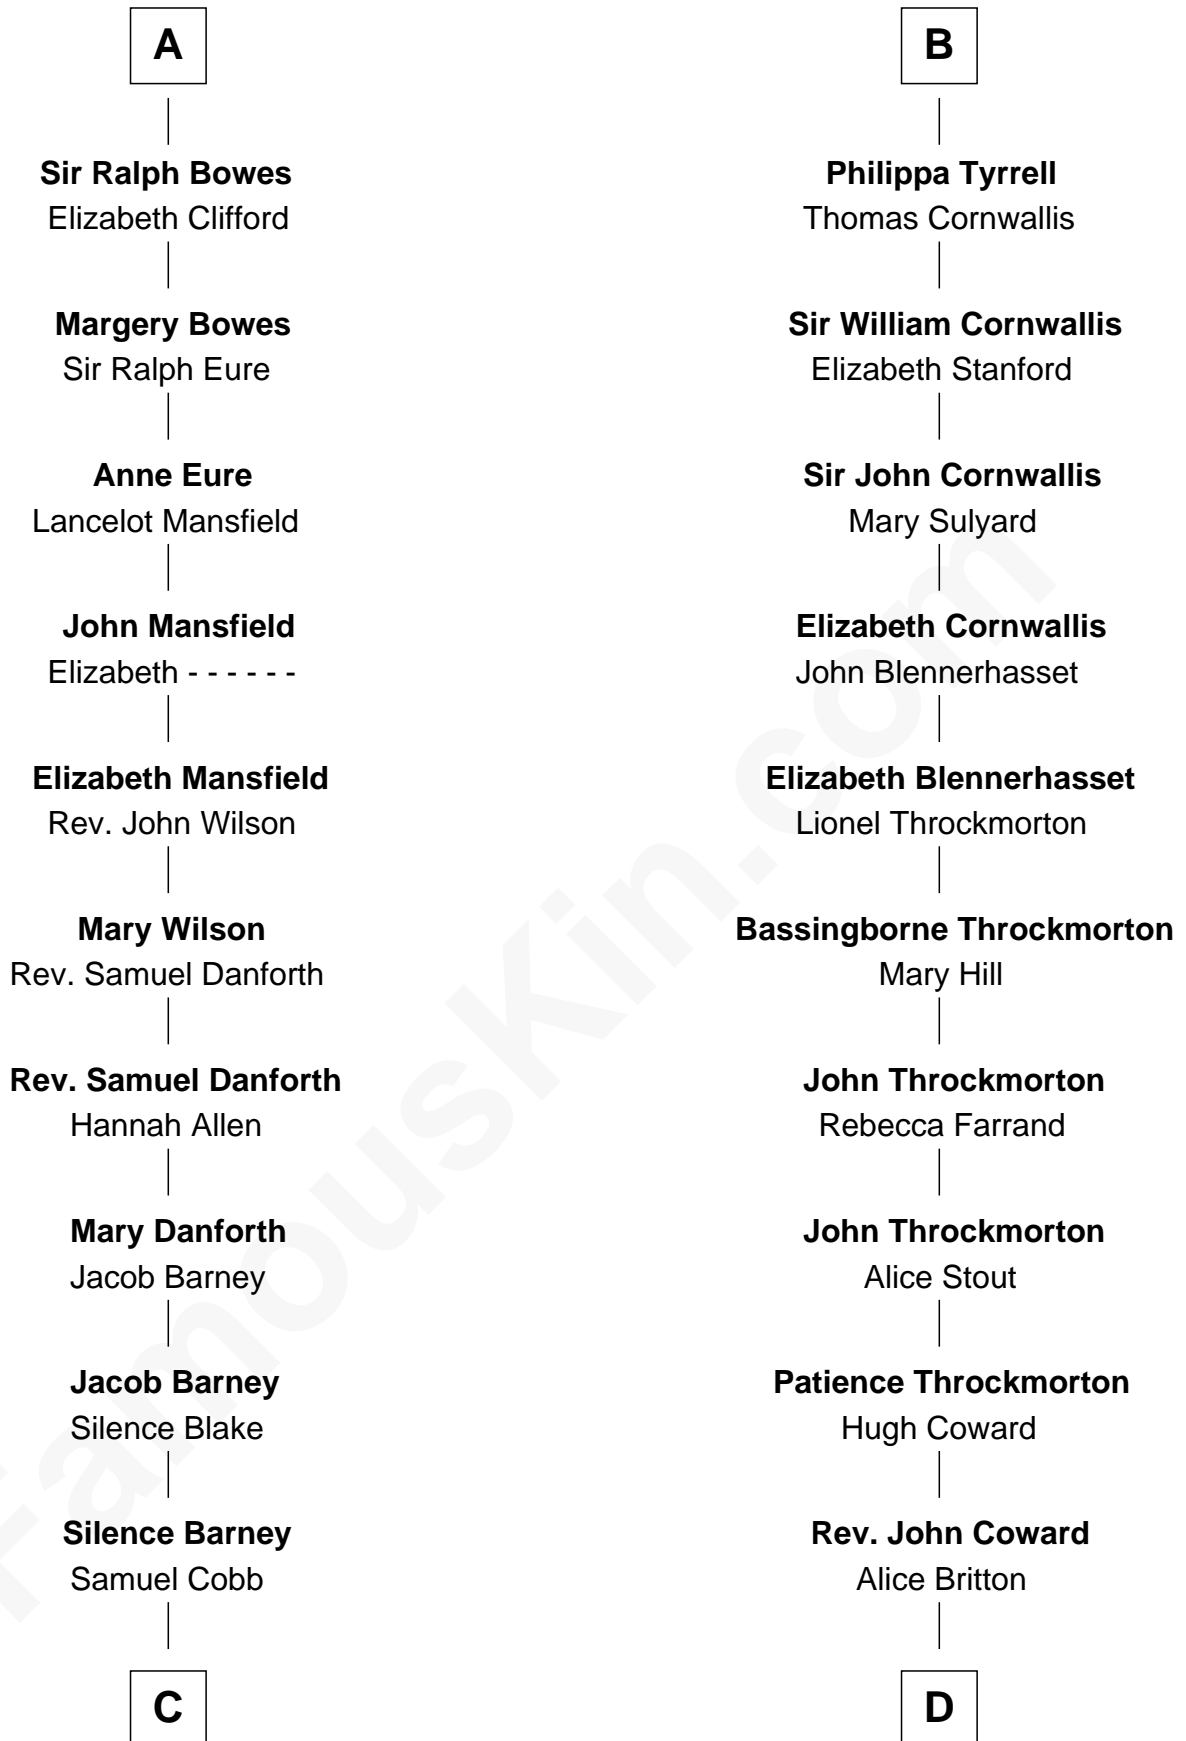 A
Sir Ralph Bowes
Elizabeth Clifford
Margery Bowes
Sir Ralph Eure
Anne Eure
Lancelot Mansfield
John Mansfield
Elizabeth - - - - - -
Elizabeth Mansfield
Rev. John Wilson
Mary Wilson
Rev. Samuel Danforth
Rev. Samuel Danforth
Hannah Allen
Mary Danforth
Jacob Barney
Jacob Barney
Silence Blake
Silence Barney
Samuel Cobb
C
B
Philippa Tyrrell
Thomas Cornwallis
Sir William Cornwallis
Elizabeth Stanford
Sir John Cornwallis
Mary Sulyard
Elizabeth Cornwallis
John Blennerhasset
Elizabeth Blennerhasset
Lionel Throckmorton
Bassingborne Throckmorton
Mary Hill
John Throckmorton
Rebecca Farrand
John Throckmorton
Alice Stout
Patience Throckmorton
Hugh Coward
Rev. John Coward
Alice Britton
D
FamousKin.com